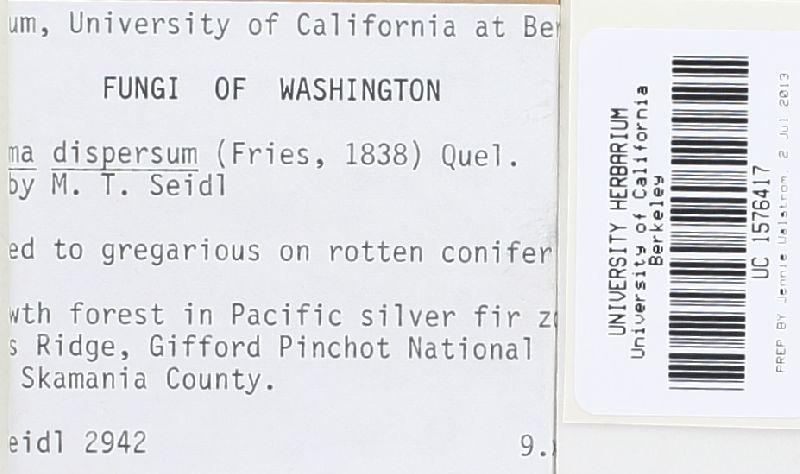 um, University of California at Be
FUNGI OF WASHINGTON
ma dispersum (Fries, 1838) Quel.
by M. T. Seidl
ed to gregarious on rotten conifer
wth forest in Pacific silver fir z
s Ridge, Gifford Pinchot National
Skamania County.
eidl 2942 9.
UNIVERSITY HERBARIUM
University of California
Berkeley
UC 1576417
PREP BY Jennie Walstrom, 2 Jul 2013